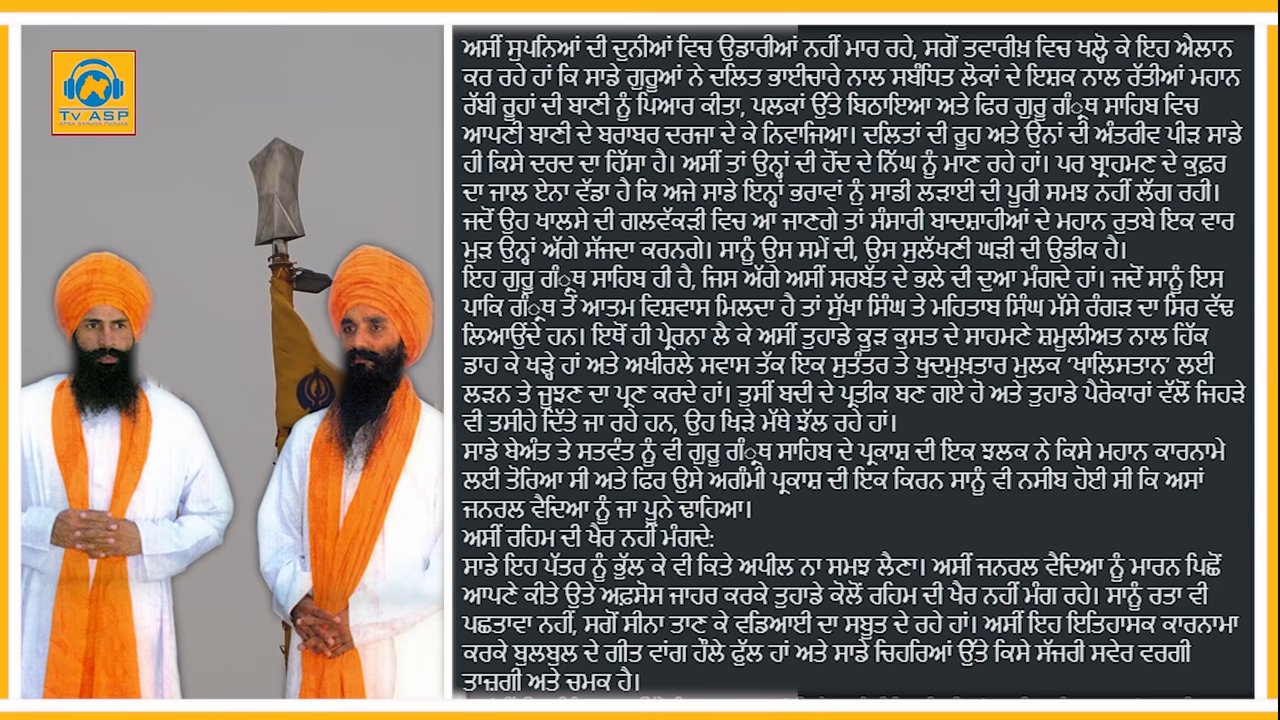 TV ASP
APNA SANJHA PUNJAB
ਅਸੀਂ ਸੁਪਨਿਆਂ ਦੀ ਦੁਨੀਆਂ ਵਿਚ ਉਡਾਰੀਆਂ ਨਹੀਂ ਮਾਰ ਰਹੇ, ਸਗੋਂ ਤਵਾਰੀਖ਼ ਵਿਚ ਖਲ੍ਹੋ ਕੇ ਇਹ ਐਲਾਨ
ਕਰ ਰਹੇ ਹਾਂ ਕਿ ਸਾਡੇ ਗੁਰੂਆਂ ਨੇ ਦਲਿਤ ਭਾਈਚਾਰੇ ਨਾਲ ਸਬੰਧਿਤ ਲੋਕਾਂ ਦੇ ਇਸ਼ਕ ਨਾਲ ਰੱਤੀਆਂ ਮਹਾਨ
ਰੱਬੀ ਰੂਹਾਂ ਦੀ ਬਾਣੀ ਨੂੰ ਪਿਆਰ ਕੀਤਾ, ਪਲਕਾਂ ਉੱਤੇ ਬਿਠਾਇਆ ਅਤੇ ਫਿਰ ਗੁਰੂ ਗੰ੍ਰਥ ਸਾਹਿਬ ਵਿਚ
ਆਪਣੀ ਬਾਣੀ ਦੇ ਬਰਾਬਰ ਦਰਜਾ ਦੇ ਕੇ ਨਿਵਾਜਿਆ। ਦਲਿਤਾਂ ਦੀ ਰੂਹ ਅਤੇ ਉਨਾਂ ਦੀ ਅੰਤਰੀਵ ਪੀੜ ਸਾਡੇ
ਹੀ ਕਿਸੇ ਦਰਦ ਦਾ ਹਿੱਸਾ ਹੈ। ਅਸੀਂ ਤਾਂ ਉਨ੍ਹਾਂ ਦੀ ਹੋਂਦ ਦੇ ਨਿੱਘ ਨੂੰ ਮਾਣ ਰਹੇ ਹਾਂ। ਪਰ ਬ੍ਰਾਹਮਣ ਦੇ ਕੁਫ਼ਰ
ਦਾ ਜਾਲ ਏਨਾ ਵੱਡਾ ਹੈ ਕਿ ਅਜੇ ਸਾਡੇ ਇਨ੍ਹਾਂ ਭਰਾਵਾਂ ਨੂੰ ਸਾਡੀ ਲੜਾਈ ਦੀ ਪੂਰੀ ਸਮਝ ਨਹੀਂ ਲੱਗ ਰਹੀ।
ਜਦੋਂ ਉਹ ਖਾਲਸੇ ਦੀ ਗਲਵੱਕੜੀ ਵਿਚ ਆ ਜਾਣਗੇ ਤਾਂ ਸੰਸਾਰੀ ਬਾਦਸ਼ਾਹੀਆਂ ਦੇ ਮਹਾਨ ਰੁਤਬੇ ਇਕ ਵਾਰ
ਮੁੜ ਉਨ੍ਹਾਂ ਅੱਗੇ ਸੱਜਦਾ ਕਰਨਗੇ। ਸਾਨੂੰ ਉਸ ਸਮੇਂ ਦੀ, ਉਸ ਸੁਲੱਖਣੀ ਘੜੀ ਦੀ ਉਡੀਕ ਹੈ।
ਇਹ ਗੁਰੂ ਗੰ੍ਰਥ ਸਾਹਿਬ ਹੀ ਹੈ, ਜਿਸ ਅੱਗੇ ਅਸੀਂ ਸਰਬੱਤ ਦੇ ਭਲੇ ਦੀ ਦੁਆ ਮੰਗਦੇ ਹਾਂ। ਜਦੋਂ ਸਾਨੂੰ ਇਸ
ਪਾਕਿ ਗੰ੍ਰਥ ਤੋਂ ਆਤਮ ਵਿਸ਼ਵਾਸ ਮਿਲਦਾ ਹੈ ਤਾਂ ਸੁੱਖਾ ਸਿੰਘ ਤੇ ਮਹਿਤਾਬ ਸਿੰਘ ਮੱਸੇ ਰੰਗੜ ਦਾ ਸਿਰ ਵੱਢ
ਲਿਆਉਂਦੇ ਹਨ। ਇਥੋਂ ਹੀ ਪ੍ਰੇਰਨਾ ਲੈ ਕੇ ਅਸੀਂ ਤੁਹਾਡੇ ਕੂੜ ਕੁਸਤ ਦੇ ਸਾਹਮਣੇ ਸ਼ਮੂਲੀਅਤ ਨਾਲ ਹਿੱਕ
ਡਾਹ ਕੇ ਖੜ੍ਹੇ ਹਾਂ ਅਤੇ ਅਖੀਰਲੇ ਸਵਾਸ ਤੱਕ ਇਕ ਸੁਤੰਤਰ ਤੇ ਖ਼ੁਦਮੁਖ਼ਤਾਰ ਮੁਲਕ ‘ਖਾਲਿਸਤਾਨ’ ਲਈ
ਲੜਨ ਤੇ ਜੂਝਣ ਦਾ ਪ੍ਰਣ ਕਰਦੇ ਹਾਂ। ਤੁਸੀਂ ਬਦੀ ਦੇ ਪ੍ਰਤੀਕ ਬਣ ਗਏ ਹੋ ਅਤੇ ਤੁਹਾਡੇ ਪੈਰੋਕਾਰਾਂ ਵੱਲੋਂ ਜਿਹੜੇ
ਵੀ ਤਸੀਹੇ ਦਿੱਤੇ ਜਾ ਰਹੇ ਹਨ, ਉਹ ਖਿੜੇ ਮੱਥੇ ਝੱਲ ਰਹੇ ਹਾਂ।
ਸਾਡੇ ਬੇਅੰਤ ਤੇ ਸਤਵੰਤ ਨੂੰ ਵੀ ਗੁਰੂ ਗੰ੍ਰਥ ਸਾਹਿਬ ਦੇ ਪ੍ਰਕਾਸ਼ ਦੀ ਇਕ ਝਲਕ ਨੇ ਕਿਸੇ ਮਹਾਨ ਕਾਰਨਾਮੇ
ਲਈ ਤੋਰਿਆ ਸੀ ਅਤੇ ਫਿਰ ਉਸੇ ਅਗੰਮੀ ਪ੍ਰਕਾਸ਼ ਦੀ ਇਕ ਕਿਰਨ ਸਾਨੂੰ ਵੀ ਨਸੀਬ ਹੋਈ ਸੀ ਕਿ ਅਸਾਂ
ਜਨਰਲ ਵੈਦਿਆ ਨੂੰ ਜਾ ਪੂਨੇ ਢਾਹਿਆ।
ਅਸੀਂ ਰਹਿਮ ਦੀ ਖੈਰ ਨਹੀਂ ਮੰਗਦੇ:
ਸਾਡੇ ਇਹ ਪੱਤਰ ਨੂੰ ਭੁੱਲ ਕੇ ਵੀ ਕਿਤੇ ਅਪੀਲ ਨਾ ਸਮਝ ਲੈਣਾ। ਅਸੀਂ ਜਨਰਲ ਵੈਦਿਆ ਨੂੰ ਮਾਰਨ ਪਿਛੋਂ
ਆਪਣੇ ਕੀਤੇ ਉਤੇ ਅਫ਼ਸੋਸ ਜਾਹਰ ਕਰਕੇ ਤੁਹਾਡੇ ਕੋਲੋਂ ਰਹਿਮ ਦੀ ਖੈਰ ਨਹੀਂ ਮੰਗ ਰਹੇ। ਸਾਨੂੰ ਰਤਾ ਵੀ
ਪਛਤਾਵਾ ਨਹੀਂ, ਸਗੋਂ ਸੀਨਾ ਤਾਣ ਕੇ ਵਡਿਆਈ ਦਾ ਸਬੂਤ ਦੇ ਰਹੇ ਹਾਂ। ਅਸੀਂ ਇਹ ਇਤਿਹਾਸਕ ਕਾਰਨਾਮਾ
ਕਰਕੇ ਬੁਲਬੁਲ ਦੇ ਗੀਤ ਵਾਂਗ ਹੌਲੇ ਫੁੱਲ ਹਾਂ ਅਤੇ ਸਾਡੇ ਚਿਹਰਿਆਂ ਉੱਤੇ ਕਿਸੇ ਸੱਜਰੀ ਸਵੇਰ ਵਰਗੀ
ਤਾਜ਼ਗੀ ਅਤੇ ਚਮਕ ਹੈ।